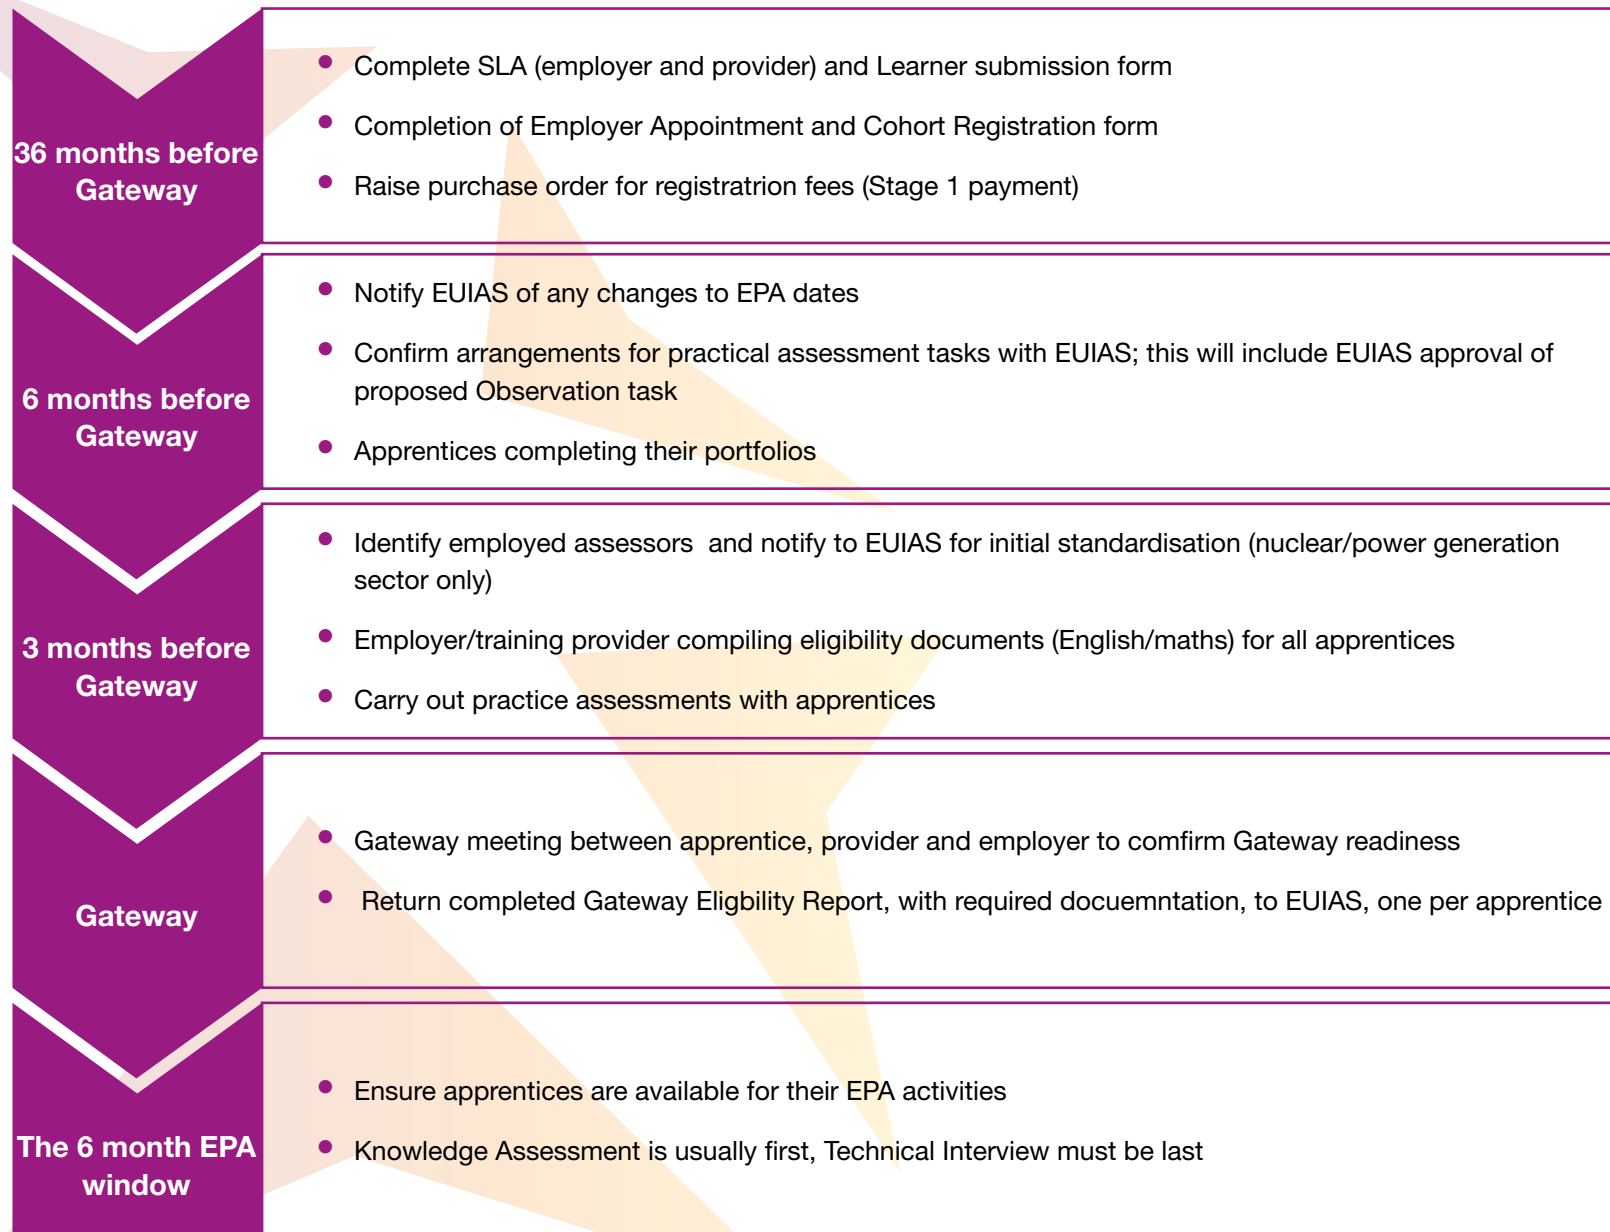 36 months before
Gateway
• Complete SLA (employer and provider) and Learner submission form
• Completion of Employer Appointment and Cohort Registration form
• Raise purchase order for registratrion fees (Stage 1 payment)
6 months before
Gateway
• Notify EUIAS of any changes to EPA dates
• Confirm arrangements for practical assessment tasks with EUIAS; this will include EUIAS approval of
proposed Observation task
• Apprentices completing their portfolios
3 months before
Gateway
• Identify employed assessors and notify to EUIAS for initial standardisation (nuclear/power generation
sector only)
• Employer/training provider compiling eligibility documents (English/maths) for all apprentices
• Carry out practice assessments with apprentices
Gateway
• Gateway meeting between apprentice, provider and employer to comfirm Gateway readiness
• Return completed Gateway Eligbility Report, with required docuemntation, to EUIAS, one per apprentice
The 6 month EPA
window
• Ensure apprentices are available for their EPA activities
• Knowledge Assessment is usually first, Technical Interview must be last